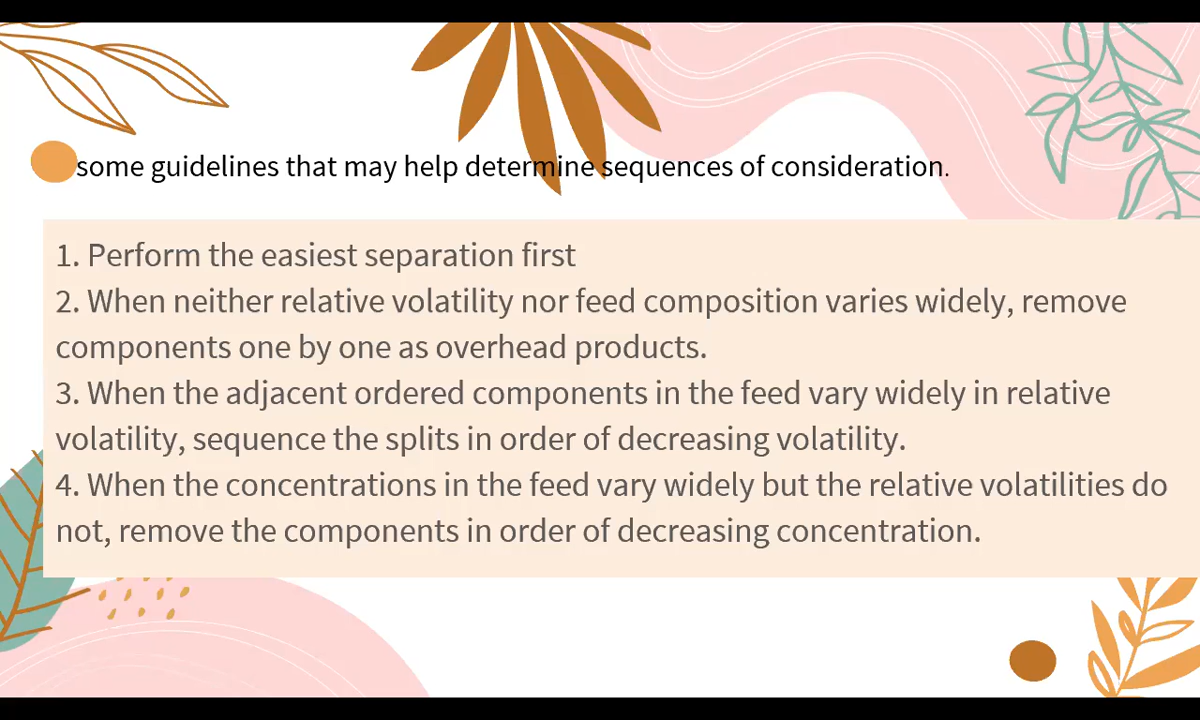 some guidelines that may help determine sequences of consideration.
1. Perform the easiest separation first
2. When neither relative volatility nor feed composition varies widely, remove
components one by one as overhead products.
3. When the adjacent ordered components in the feed vary widely in relative
volatility, sequence the splits in order of decreasing volatility.
4. When the concentrations in the feed vary widely but the relative volatilities do
not, remove the components in order of decreasing concentration.